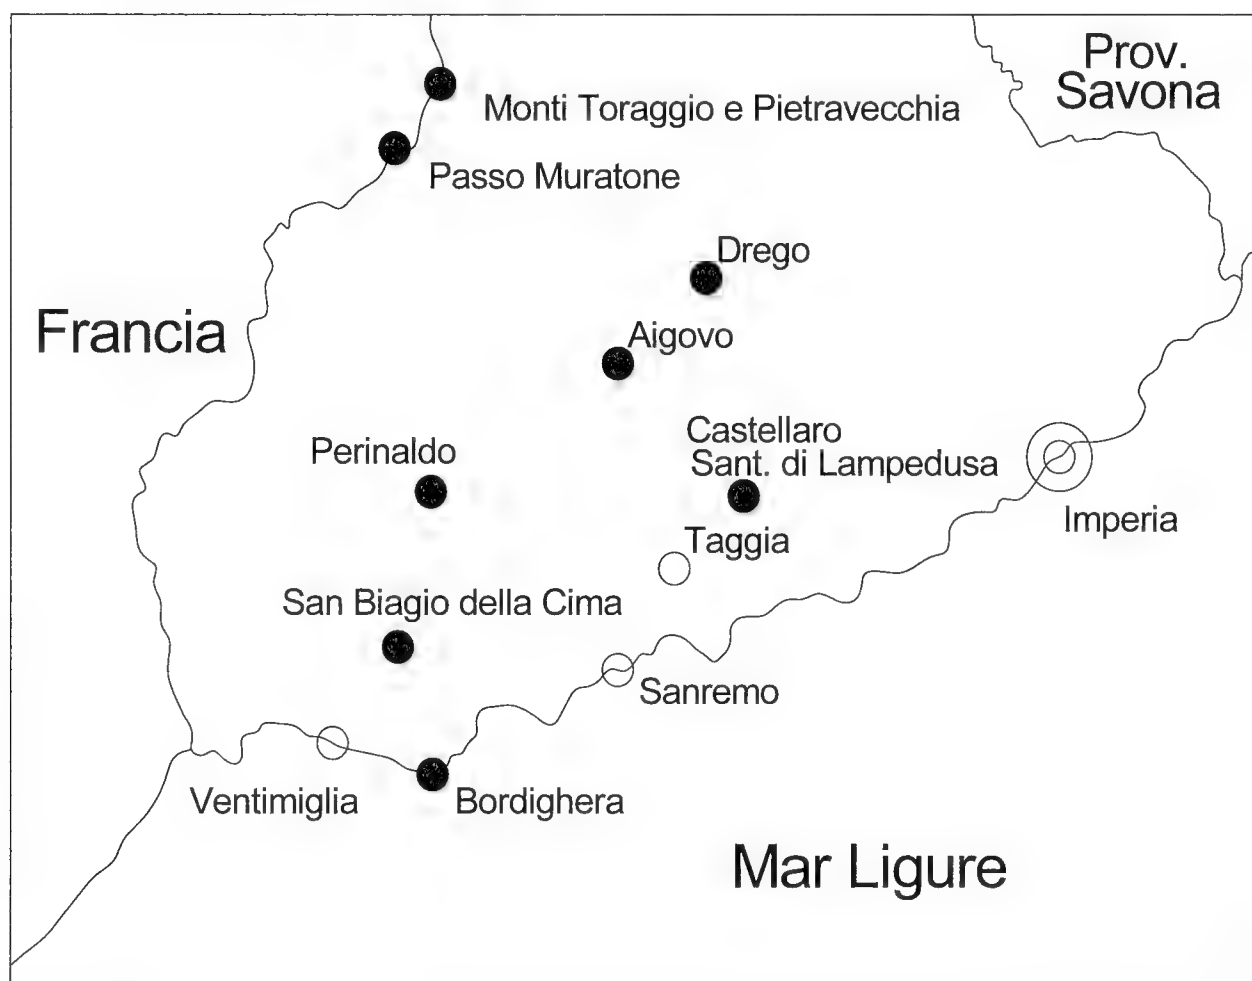 Prov.
Savona
Monti Toraggio e Pietravecchia
Passo Muratone
Drego
Francia
Aigovo
Castellaro
Perinaldo
Sant. di Lampedusa
Imperia
Taggia
San Biagio della Cima
Sanremo
Ventimiglia
Bordighera
Mar Ligure